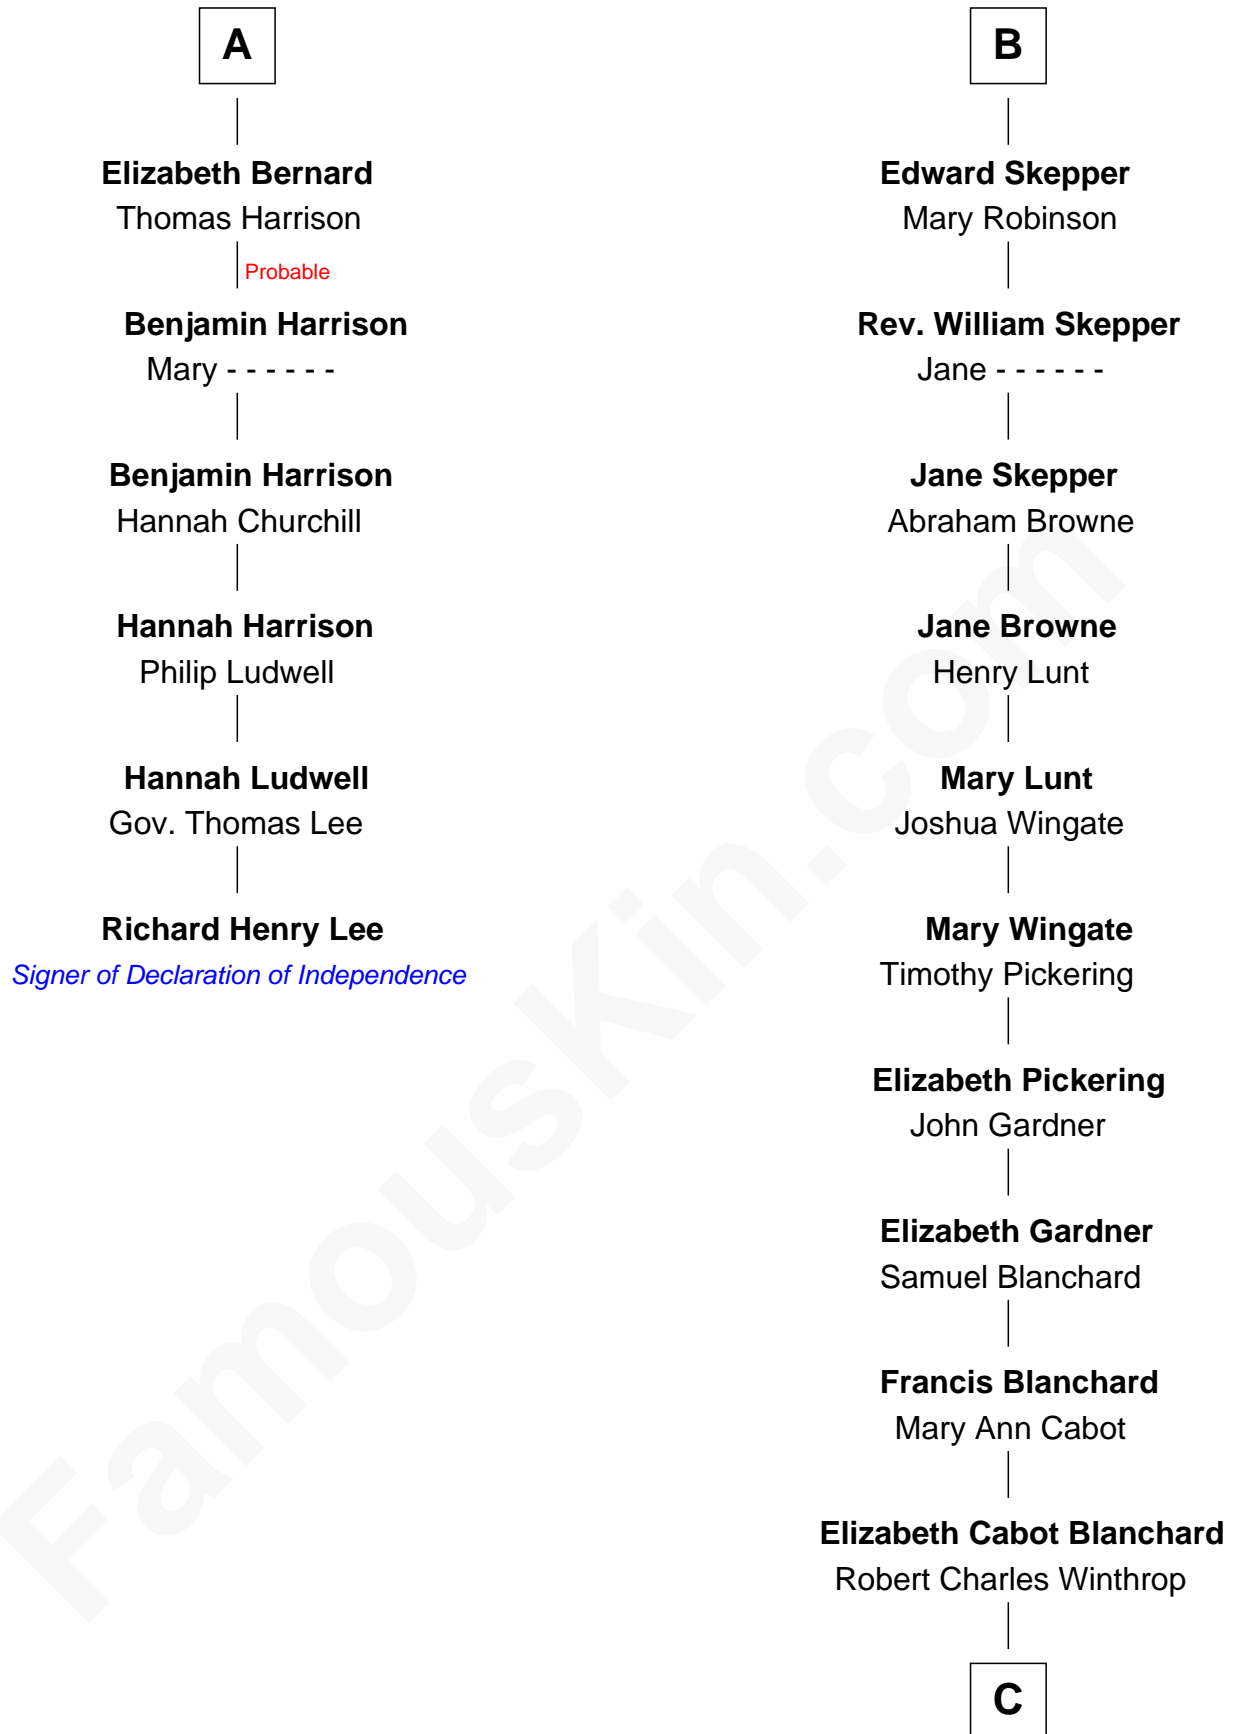 A
Elizabeth Bernard
Thomas Harrison
Probable
Benjamin Harrison
Mary - - - - - -
Benjamin Harrison
Hannah Churchill
Hannah Harrison
Philip Ludwell
Hannah Ludwell
Gov. Thomas Lee
Richard Henry Lee
Signer of Declaration of Independence
B
Edward Skepper
Mary Robinson
Rev. William Skepper
Jane - - - - - -
Jane Skepper
Abraham Browne
Jane Browne
Henry Lunt
Mary Lunt
Joshua Wingate
Mary Wingate
Timothy Pickering
Elizabeth Pickering
John Gardner
Elizabeth Gardner
Samuel Blanchard
Francis Blanchard
Mary Ann Cabot
Elizabeth Cabot Blanchard
Robert Charles Winthrop
C
FamousKin.com